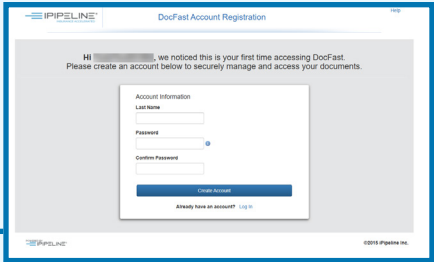 IPIPELINE®
DocFast Account Registration
Help
Hi , we noticed this is your first time accessing DocFast.
Please create an account below to securely manage and access your documents.
Account Information
Last Name
Password
Confirm Password
Create Account
Already have an account? Log In
IPIPELINE®
©2015 iPipeline Inc.